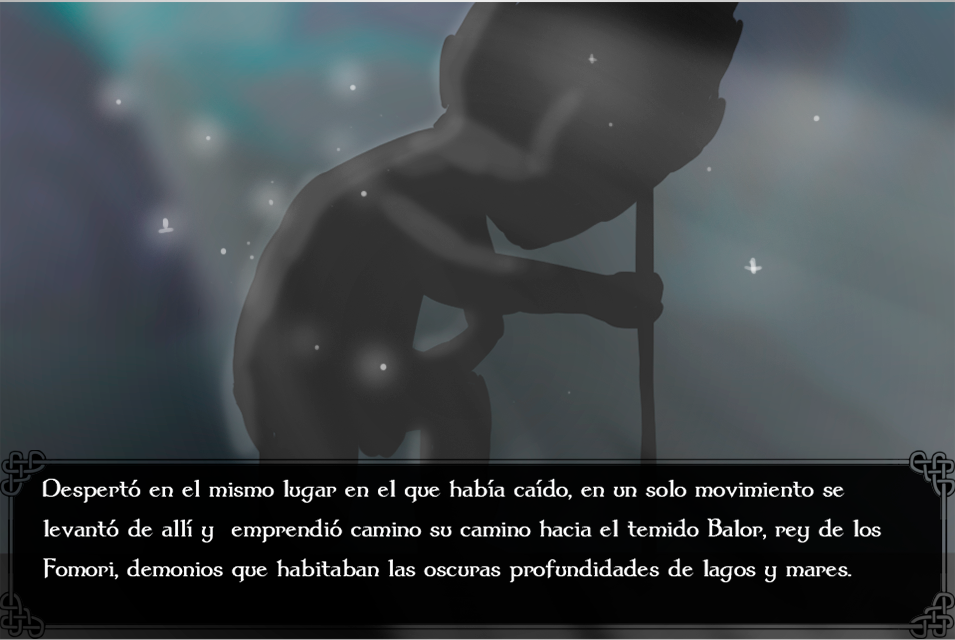 Despertó en el mismo lugar en el que había caído, en un solo movimiento se
levantó de allí y  emprendió camino su camino hacia el temido Balor, rey de los
Fomori, demonios que habitaban las oscuras profundidades de lagos y mares.